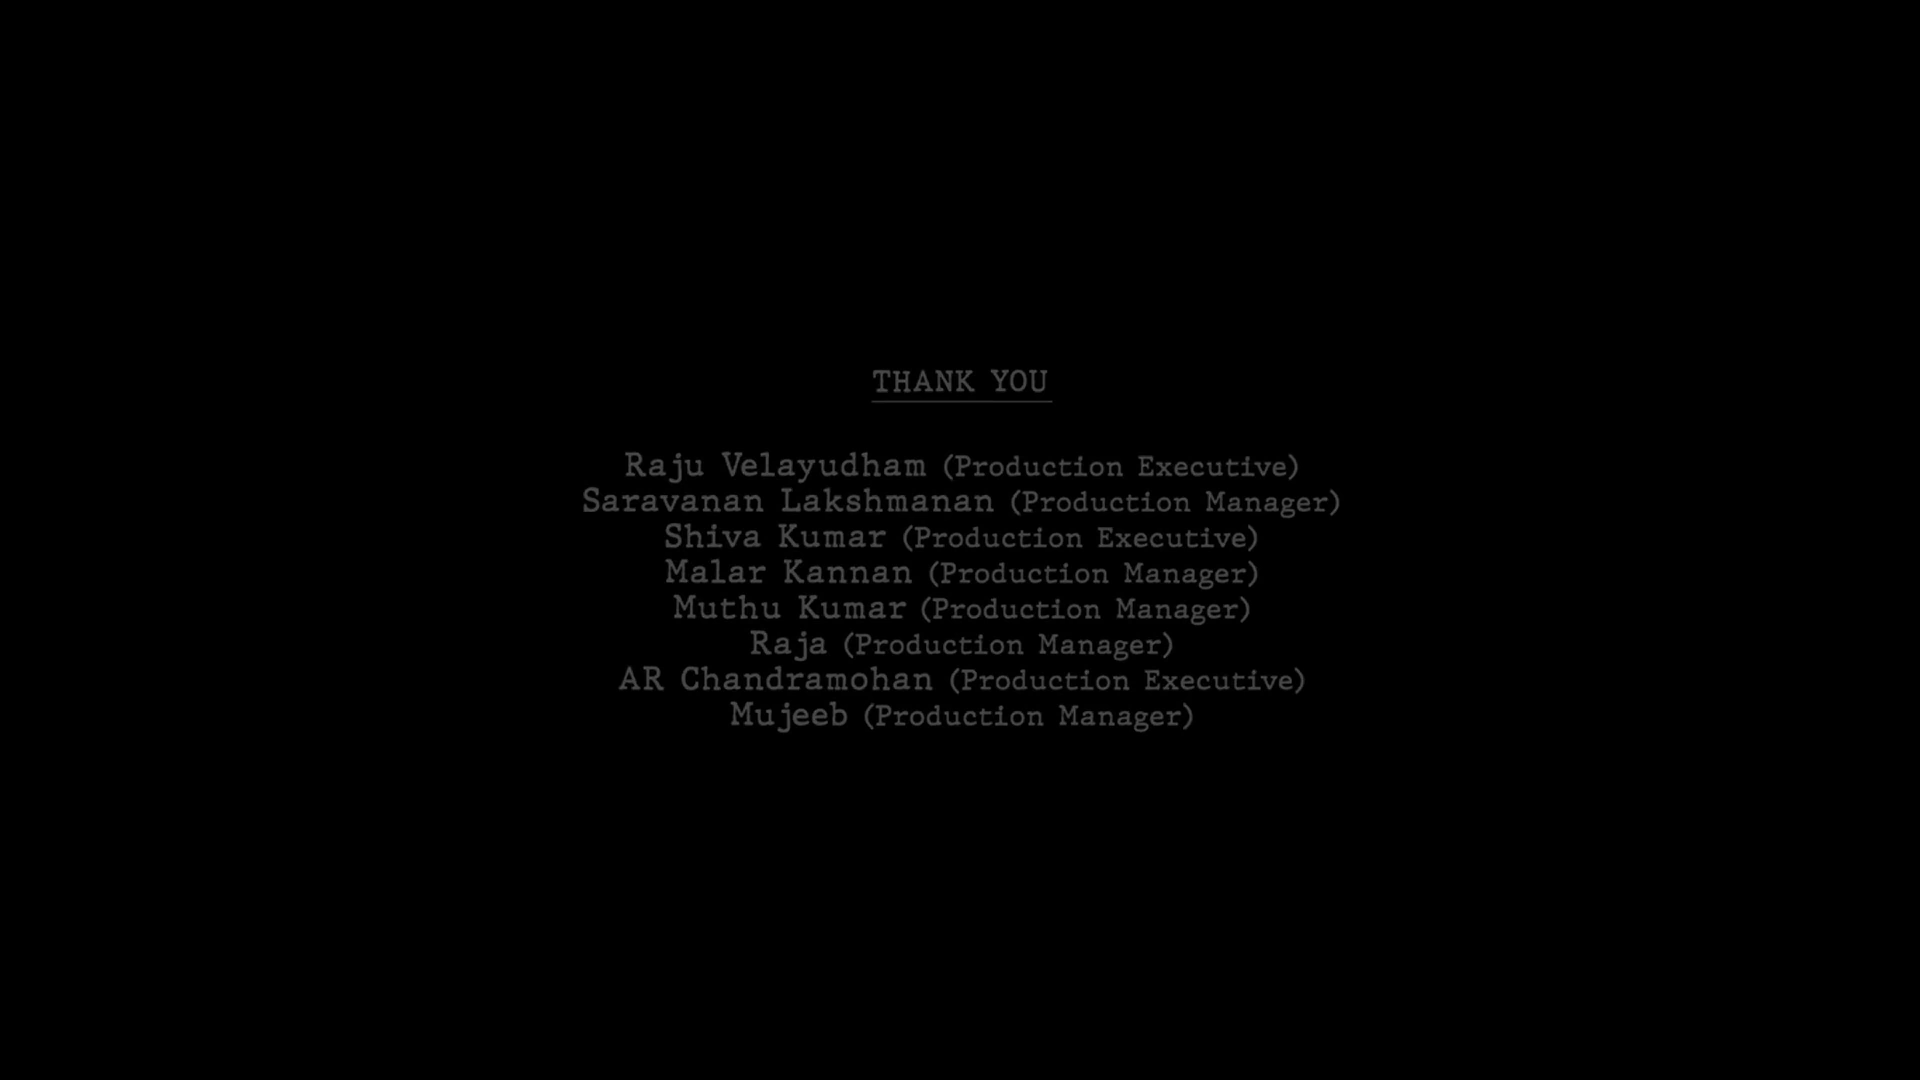 THANK YOU
Raju Velayudham (Production Executive)
Saravanan Lakshmanan (Production Manager)
Shiva Kumar (Production Executive)
Malar Kannan (Production Manager)
Muthu Kumar (Production Manager)
Raja (Production Manager)
AR Chandramohan (Production Executive)
Mujeeb (Production Manager)